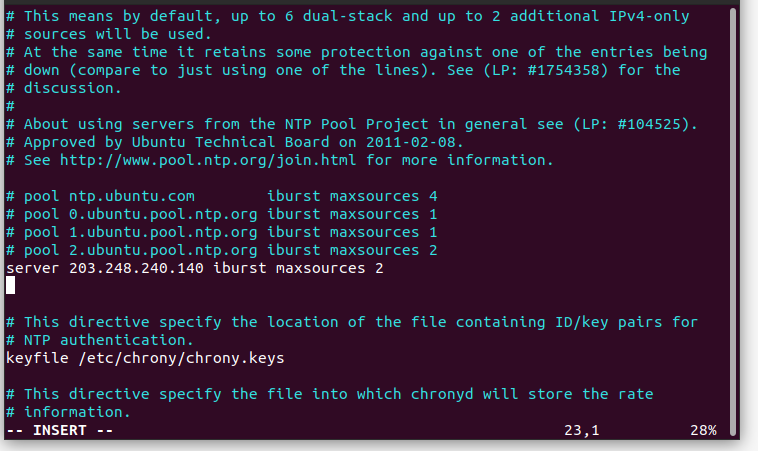 # This means by default, up to 6 dual-stack and up to 2 additional IPv4-only
# sources will be used.
# At the same time it retains some protection against one of the entries being
# down (compare to just using one of the lines). See (LP: #1754358) for the
# discussion.
#
# About using servers from the NTP Pool Project in general see (LP: #104525).
# Approved by Ubuntu Technical Board on 2011-02-08.
# See http://www.pool.ntp.org/join.html for more information.
# pool ntp.ubuntu.com        iburst maxsources 4
# pool 0.ubuntu.pool.ntp.org iburst maxsources 1
# pool 1.ubuntu.pool.ntp.org iburst maxsources 1
# pool 2.ubuntu.pool.ntp.org iburst maxsources 2
server 203.248.240.140 iburst maxsources 2
# This directive specify the location of the file containing ID/key pairs for
# NTP authentication.
keyfile /etc/chrony/chrony.keys
# This directive specify the file into which chronyd will store the rate
# information.
-- INSERT -- 23,1 28%